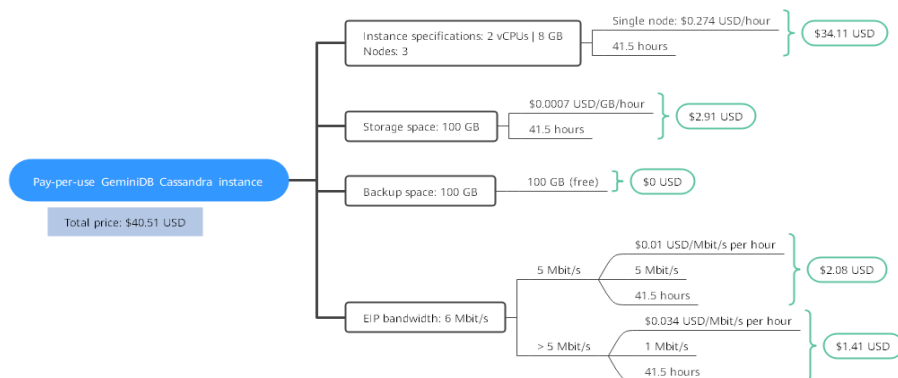 Pay-per-use GeminiDB Cassandra instance
Total price: $40.51 USD
Instance specifications: 2 vCPUs | 8 GB
Nodes: 3
Single node: $0.274 USD/hour
41.5 hours
$34.11 USD
Storage space: 100 GB
$0.0007 USD/GB/hour
41.5 hours
$2.91 USD
Backup space: 100 GB
100 GB (free)
$0 USD
EIP bandwidth: 6 Mbit/s
5 Mbit/s
$0.01 USD/Mbit/s per hour
5 Mbit/s
41.5 hours
$2.08 USD
> 5 Mbit/s
$0.034 USD/Mbit/s per hour
1 Mbit/s
41.5 hours
$1.41 USD